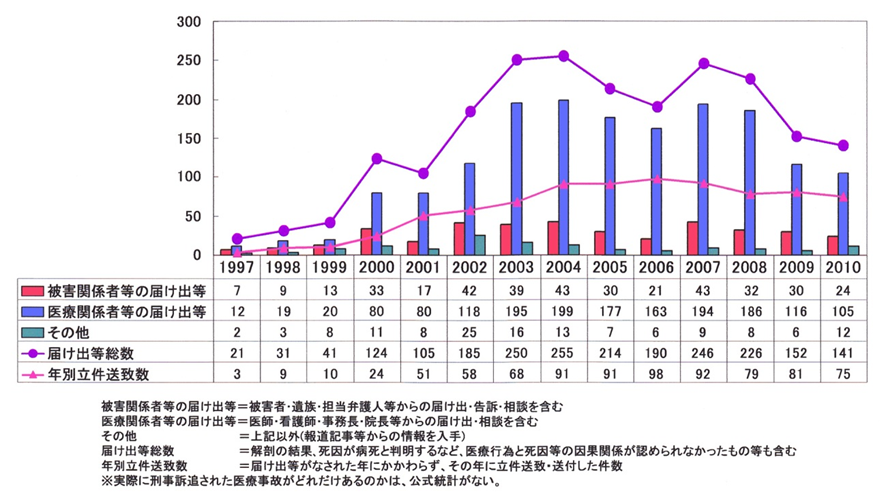 300
250
200
150
100
50
0
1997 1998 1999 2000 2001 2002 2003 2004 2005 2006 2007 2008 2009 2010
被害関係者等の届け出等 7 9 13 33 17 42 39 43 30 21 43 32 30 24
医療関係者等の届け出等 12 19 20 80 80 118 195 199 177 163 194 186 116 105
その他 2 3 8 11 8 25 16 13 7 6 9 8 6 12
届け出等総数 21 31 41 124 105 185 250 255 214 190 246 226 152 141
年別立件送致数 3 9 10 24 51 58 68 91 91 98 92 79 81 75
被害関係者等の届け出等＝被害者・遺族・担当弁護人等からの届け出・告訴・相談を含む
医療関係者等の届け出等＝医師・看護師・事務長・院長等からの届け出・相談を含む
その他 ＝上記以外(報道記事等からの情報を入手)
届け出等総数 ＝解剖の結果、死因が病死と判明するなど、医療行為と死因等の因果関係が認められなかったもの等も含む
年別立件送致数 ＝届け出等がなされた年にかかわらず、その年に立件送致・送付した件数
※実際に刑事訴追された医療事故がどれだけあるのかは、公式統計がない。